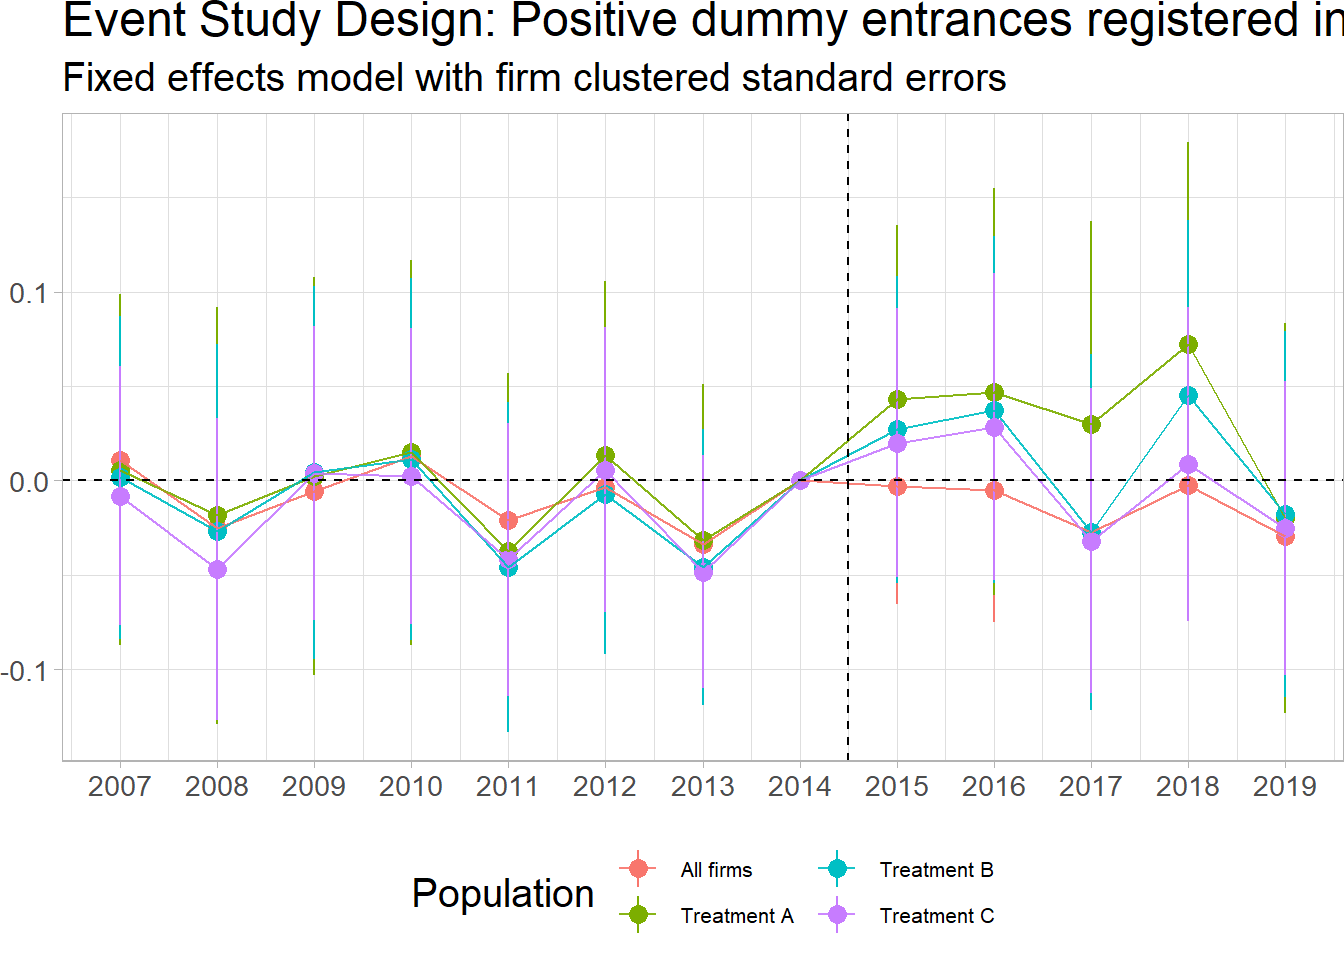 Event Study Design: Positive dummy entrances registered in
Fixed effects model with firm clustered standard errors
0.1
0.0
-0.1
2007 2008 2009 2010 2011 2012 2013 2014 2015 2016 2017 2018 2019
Population
All firms
Treatment B
Treatment A
Treatment C